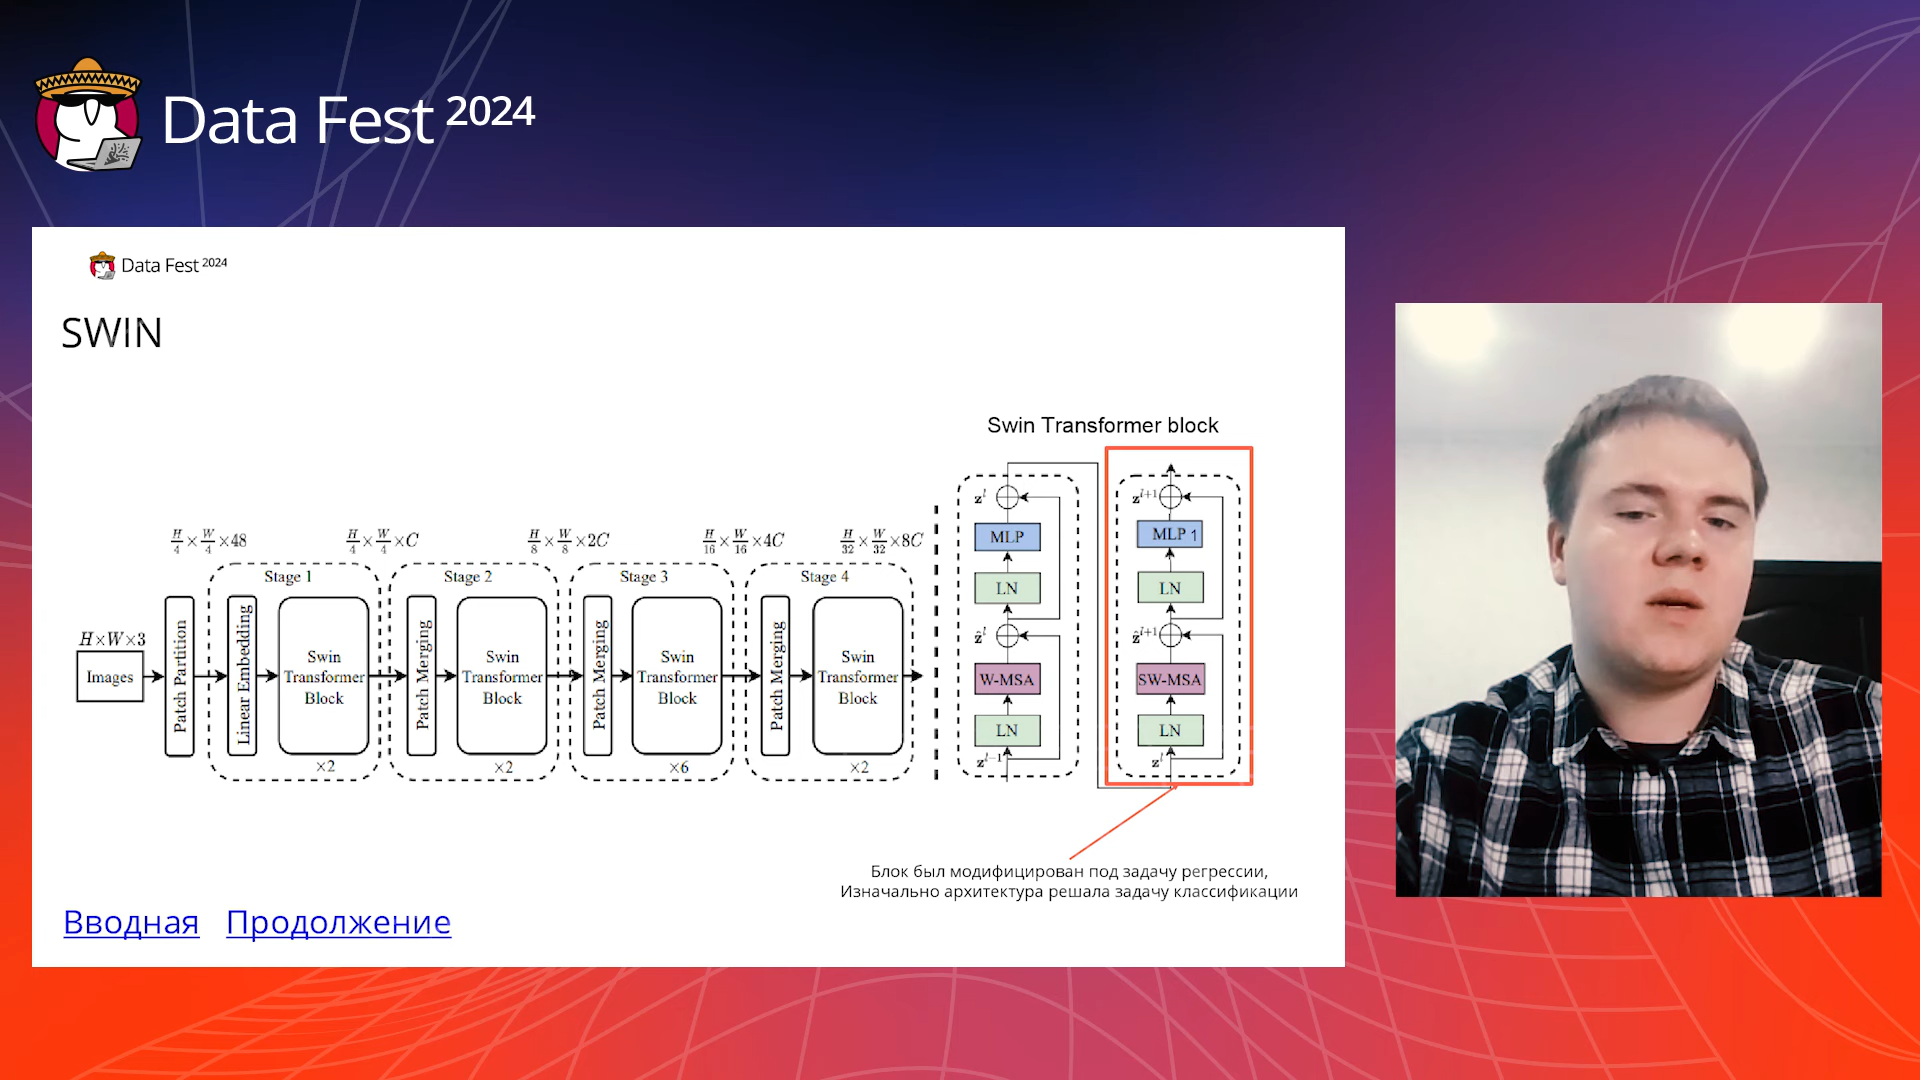 Data Fest 2024
Data Fest 2024
SWIN
Swin Transformer block
H/4 × W/4 × 48
H/4 × W/4 × C
H/8 × W/8 × 2C
H/16 × W/16 × 4C
H/32 × W/32 × 8C
Stage 1
Stage 2
Stage 3
Stage 4
H×W×3
Images
Patch Partition
Linear Embedding
Swin
Transformer
Block
×2
Patch Merging
Swin
Transformer
Block
×2
Patch Merging
Swin
Transformer
Block
×6
Patch Merging
Swin
Transformer
Block
×2
z^l
MLP
LN
ẑ^l
W-MSA
LN
z^{l-1}
z^{l+1}
MLP 1
LN
ẑ^{l+1}
SW-MSA
LN
z^l
Блок был модифицирован под задачу регрессии,
Изначально архитектура решала задачу классификации
Вводная Продолжение